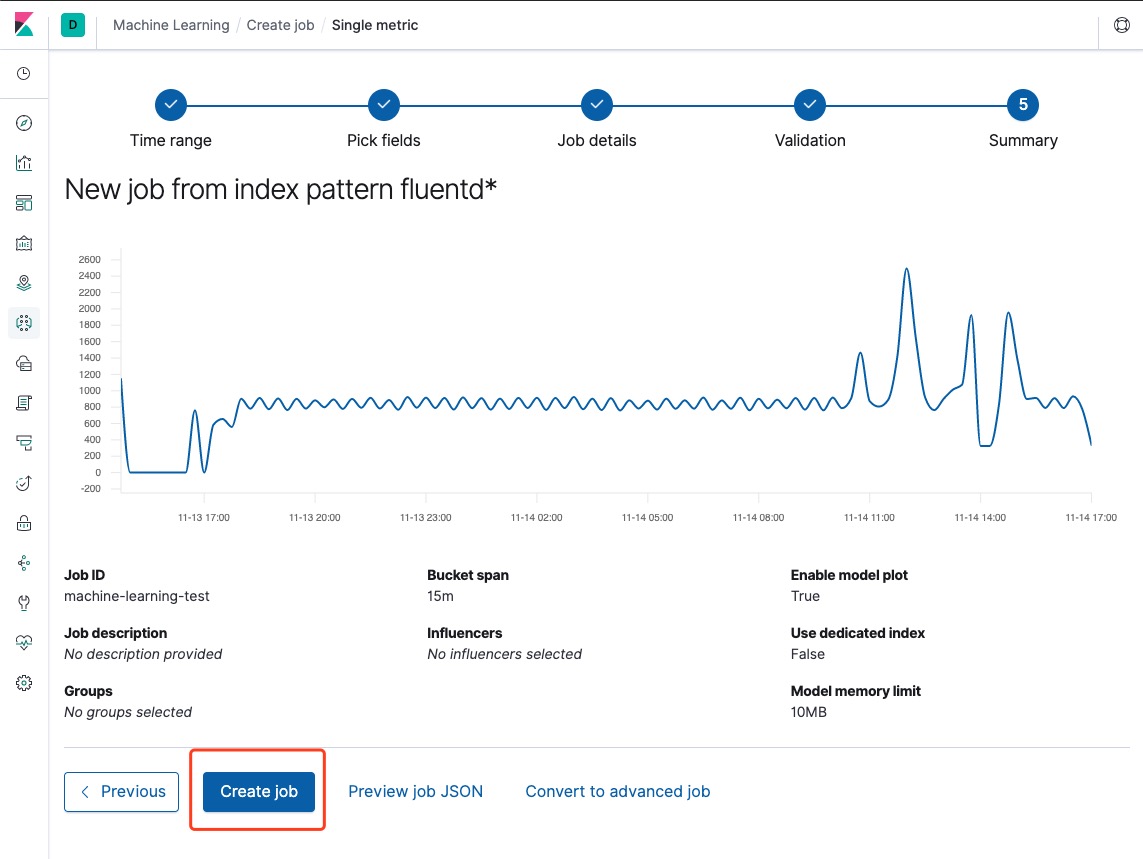 D Machine Learning / Create job / Single metric
5
Time range Pick fields Job details Validation Summary
New job from index pattern fluentd*
2600
2400
2200
2000
1800
1600
1400
1200
1000
800
600
400
200
0
-200
11-13 17:00 11-13 20:00 11-13 23:00 11-14 02:00 11-14 05:00 11-14 08:00 11-14 11:00 11-14 14:00 11-14 17:00
Job ID Bucket span Enable model plot
machine-learning-test 15m True
Job description Influencers Use dedicated index
No description provided No influencers selected False
Groups Model memory limit
No groups selected 10MB
Previous Create job Preview job JSON Convert to advanced job